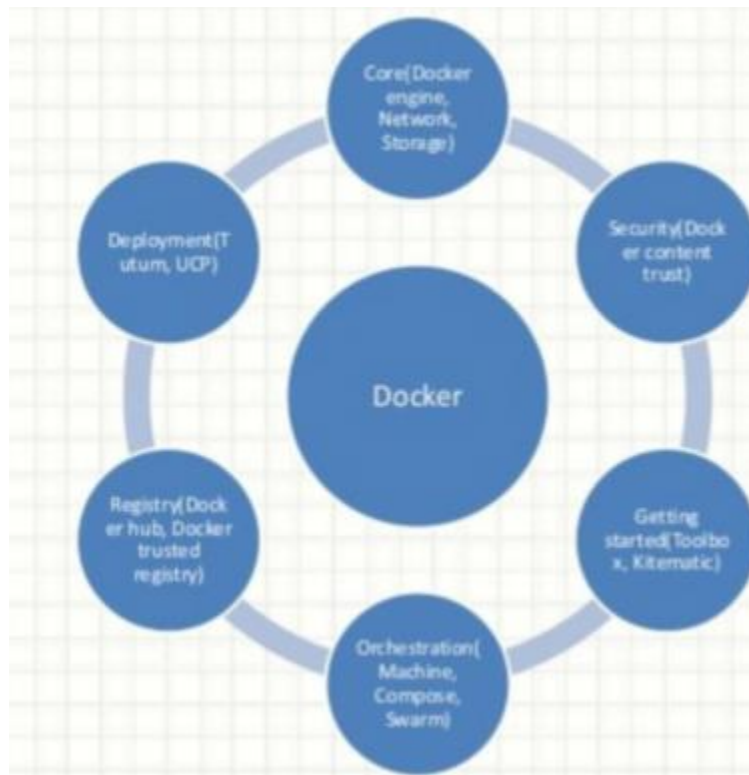 Core(Docker
engine,
Network,
Storage)
Security(Dock
er content
trust)
Getting
started(Toolbo
x, Kitematic)
Orchestration(
Machine,
Compose,
Swarm)
Registry(Dock
er hub, Docker
trusted
registry)
Deployment(T
utum, UCP)
Docker